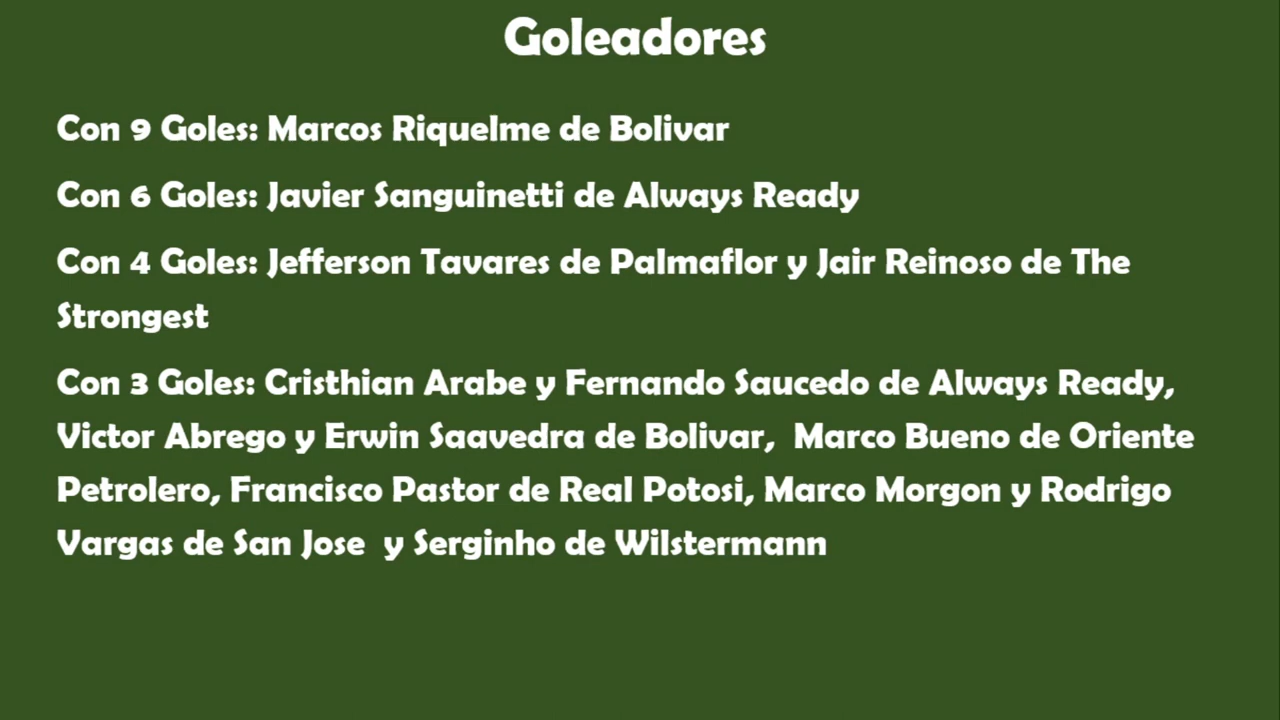 Goleadores
Con 9 Goles: Marcos Riquelme de Bolivar
Con 6 Goles: Javier Sanguinetti de Always Ready
Con 4 Goles: Jefferson Tavares de Palmaflor y Jair Reinoso de The
Strongest
Con 3 Goles: Cristhian Arabe y Fernando Saucedo de Always Ready,
Victor Abrego y Erwin Saavedra de Bolivar,  Marco Bueno de Oriente
Petrolero, Francisco Pastor de Real Potosi, Marco Morgon y Rodrigo
Vargas de San Jose  y Serginho de Wilstermann